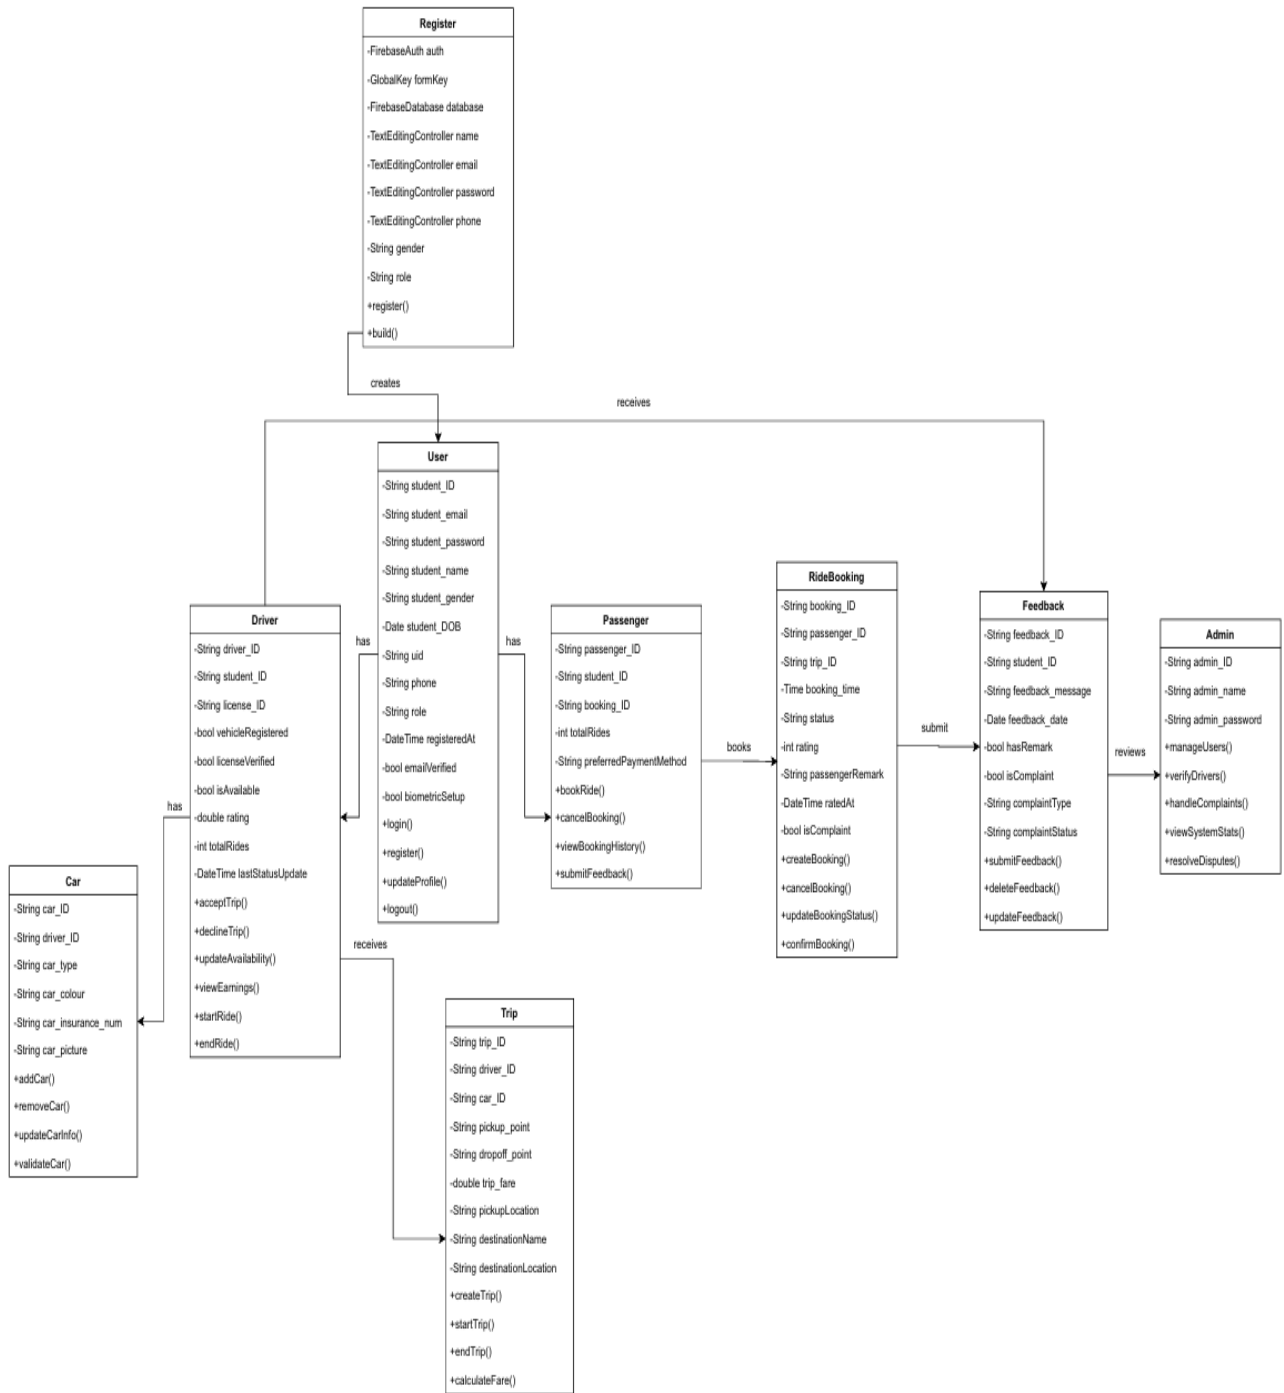 Register
-FirebaseAuth auth
-GlobalKey formKey
-FirebaseDatabase database
-TextEditingController name
-TextEditingController email
-TextEditingController password
-TextEditingController phone
-String gender
-String role
+register()
+build()
creates
receives
User
-String student_ID
-String student_email
-String student_password
-String student_name
-String student_gender
-Date student_DOB
-String uid
-String phone
-String role
-DateTime registeredAt
-bool emailVerified
-bool biometricSetup
+login()
+register()
+updateProfile()
+logout()
has
has
Driver
-String driver_ID
-String student_ID
-String license_ID
-bool vehicleRegistered
-bool licenseVerified
-bool isAvailable
-double rating
-int totalRides
-DateTime lastStatusUpdate
+acceptTrip()
+declineTrip()
+updateAvailability()
+viewEarnings()
+startRide()
+endRide()
has
receives
Passenger
-String passenger_ID
-String student_ID
-String booking_ID
-int totalRides
-String preferredPaymentMethod
+bookRide()
+cancelBooking()
+viewBookingHistory()
+submitFeedback()
books
RideBooking
-String booking_ID
-String passenger_ID
-String trip_ID
-Time booking_time
-String status
-int rating
-String passengerRemark
-DateTime ratedAt
-bool isComplaint
+createBooking()
+cancelBooking()
+updateBookingStatus()
+confirmBooking()
submit
Feedback
-String feedback_ID
-String student_ID
-String feedback_message
-Date feedback_date
-bool hasRemark
-bool isComplaint
-String complaintType
-String complaintStatus
+submitFeedback()
+deleteFeedback()
+updateFeedback()
reviews
Admin
-String admin_ID
-String admin_name
-String admin_password
+manageUsers()
+verifyDrivers()
+handleComplaints()
+viewSystemStats()
+resolveDisputes()
Car
-String car_ID
-String driver_ID
-String car_type
-String car_colour
-String car_insurance_num
-String car_picture
+addCar()
+removeCar()
+updateCarInfo()
+validateCar()
Trip
-String trip_ID
-String driver_ID
-String car_ID
-String pickup_point
-String dropoff_point
-double trip_fare
-String pickupLocation
-String destinationName
-String destinationLocation
+createTrip()
+startTrip()
+endTrip()
+calculateFare()